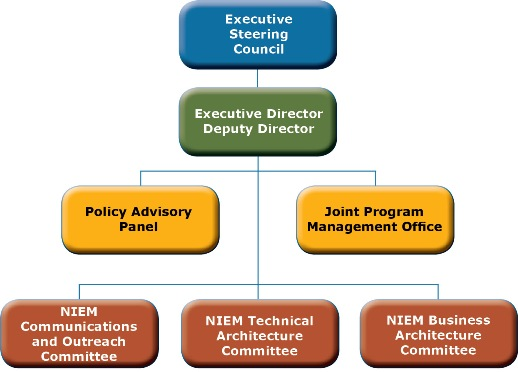 Executive
Steering
Council
Executive Director
Deputy Director
Policy Advisory
Panel
Joint Program
Management Office
NIEM
Communications
and Outreach
Committee
NIEM Technical
Architecture
Committee
NIEM Business
Architecture
Committee